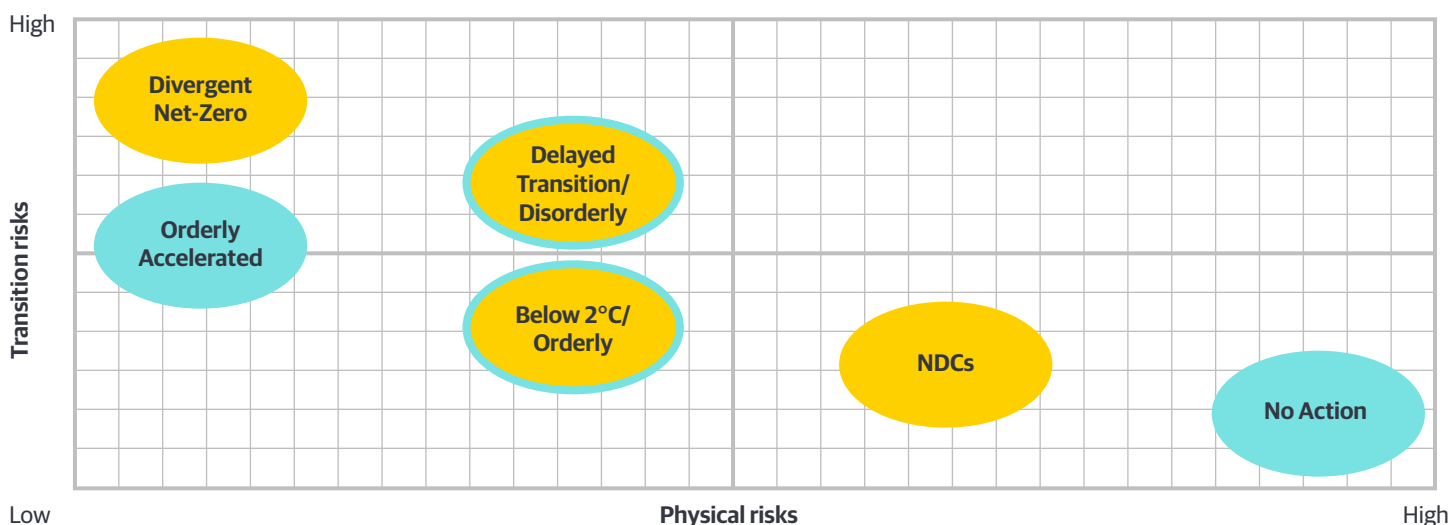 High
Divergent
Net-Zero
Delayed
Transition/
Disorderly
Orderly
Accelerated
Transition risks
Below 2°C/
Orderly
NDCs
No Action
Low
Physical risks
High